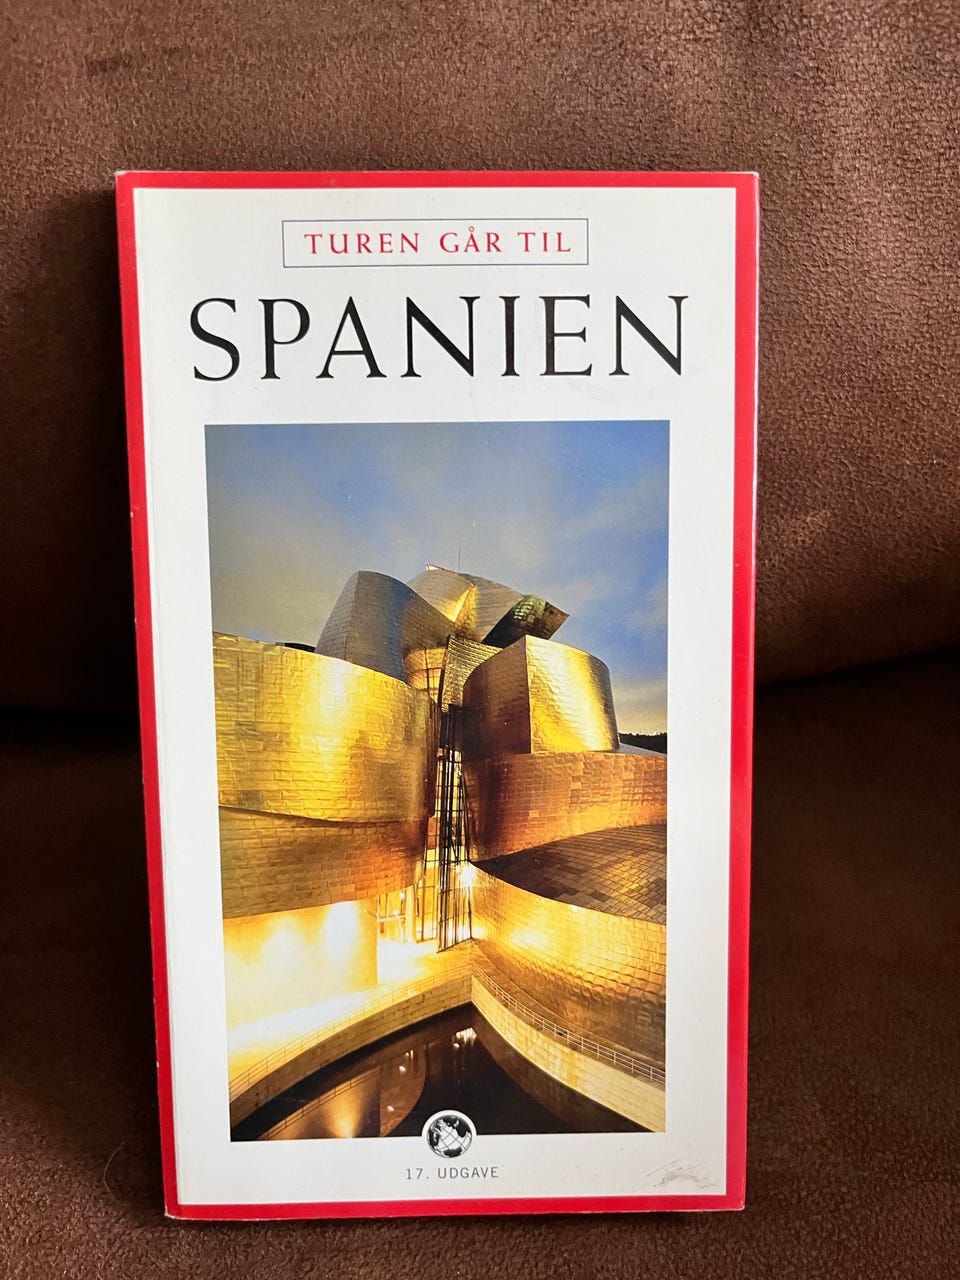 TUREN GÅR TIL
SPANIEN
17. UDGAVE